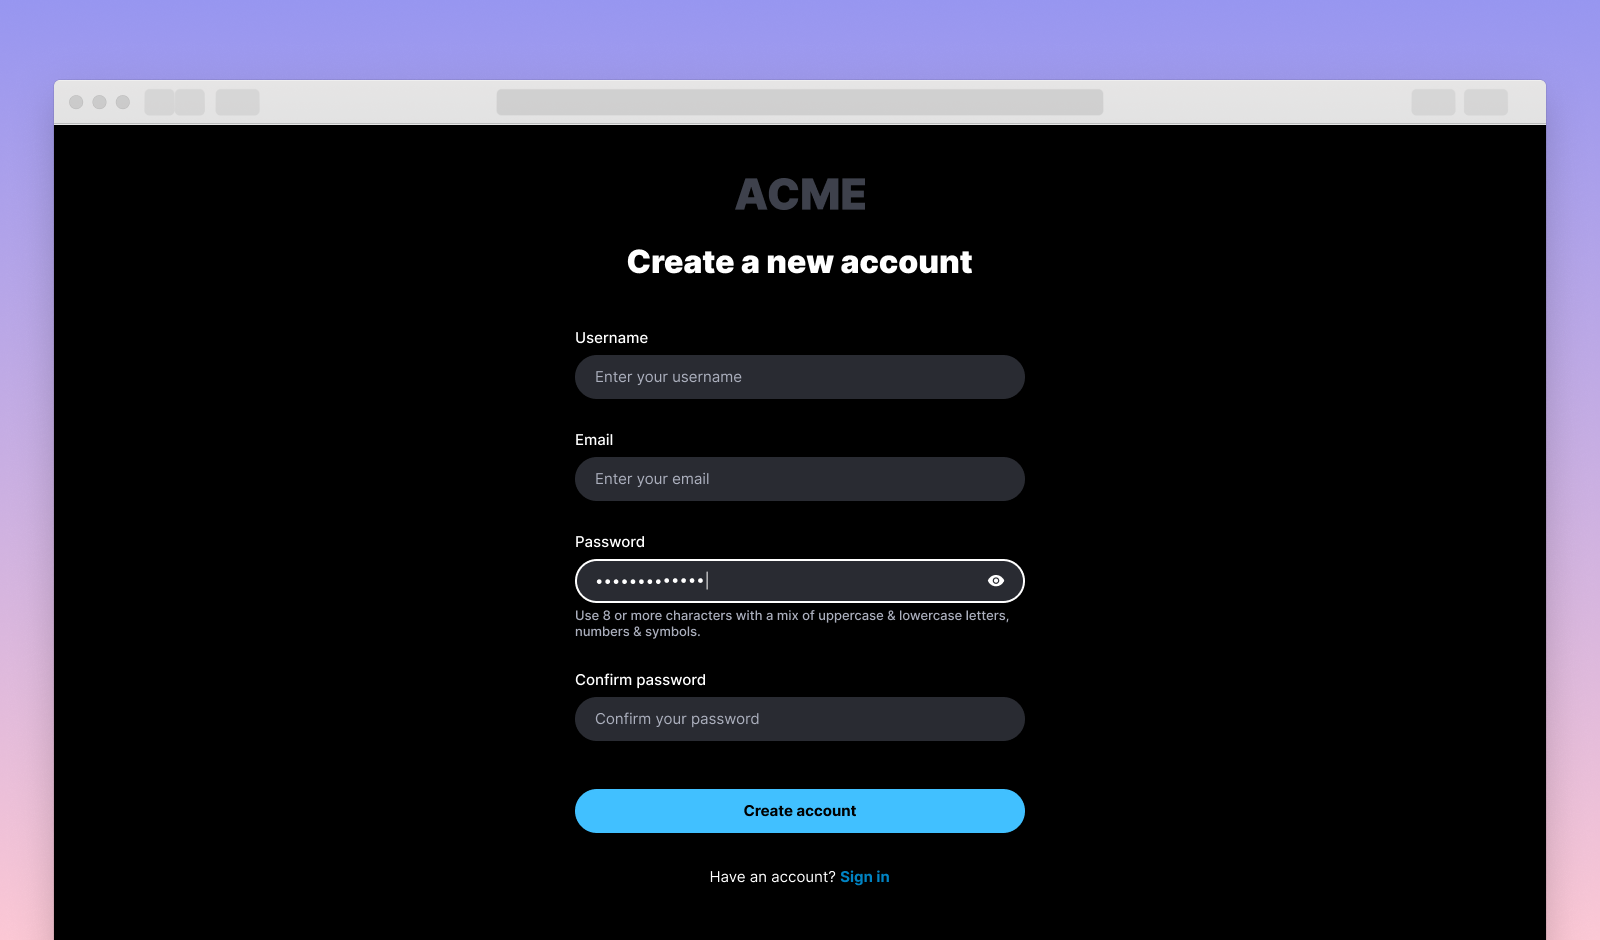 ACME
Create a new account
Username
Enter your username
Email
Enter your email
Password
•••••••••••••
Use 8 or more characters with a mix of uppercase & lowercase letters,
numbers & symbols.
Confirm password
Confirm your password
Create account
Have an account? Sign in